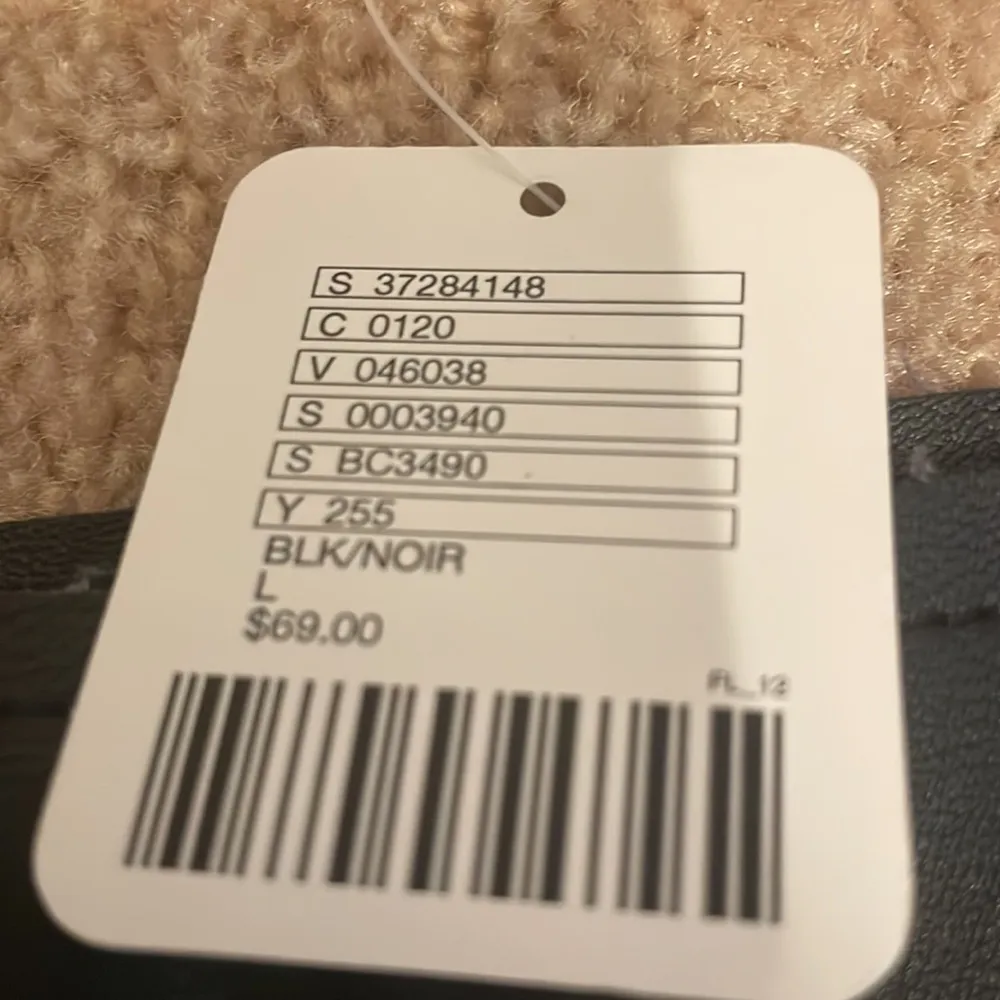 S 37284148
C 0120
V 046038
S 0003940
S BC3490
Y 255
BLK/NOIR
L
$69.00
FL_12